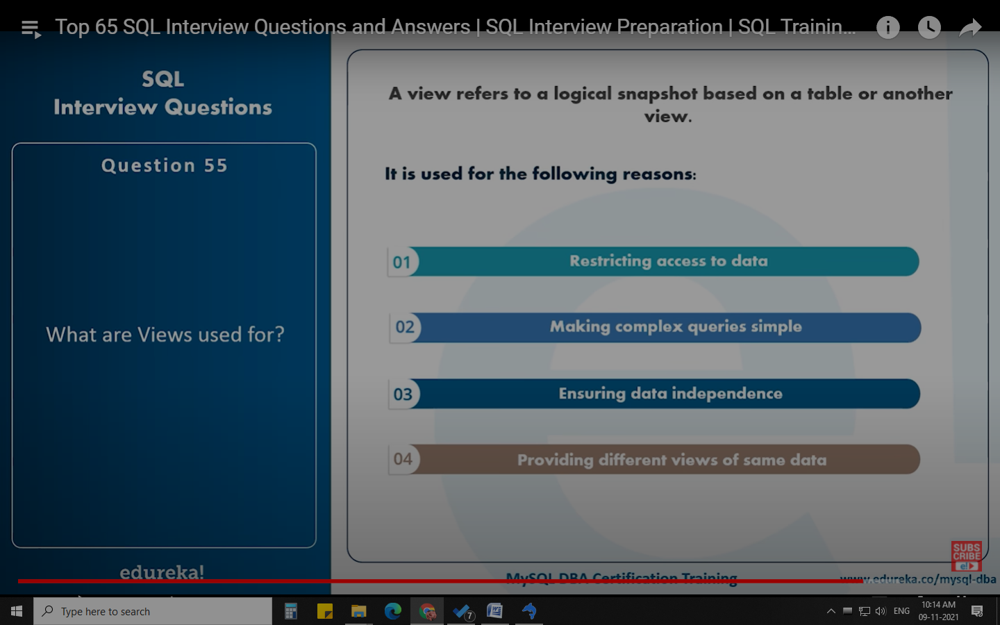 Top 65 SQL Interview Questions and Answers | SQL Interview Preparation | SQL Trainin...
SQL
Interview Questions
Question 55
What are Views used for?
edureka!
A view refers to a logical snapshot based on a table or another
view.
It is used for the following reasons:
01 Restricting access to data
02 Making complex queries simple
03 Ensuring data independence
04 Providing different views of same data
SUBS
CRIBE
e!
MySQL DBA Certification Training
www.edureka.co/mysql-dba
Type here to search
7
ENG
10:14 AM
09-11-2021